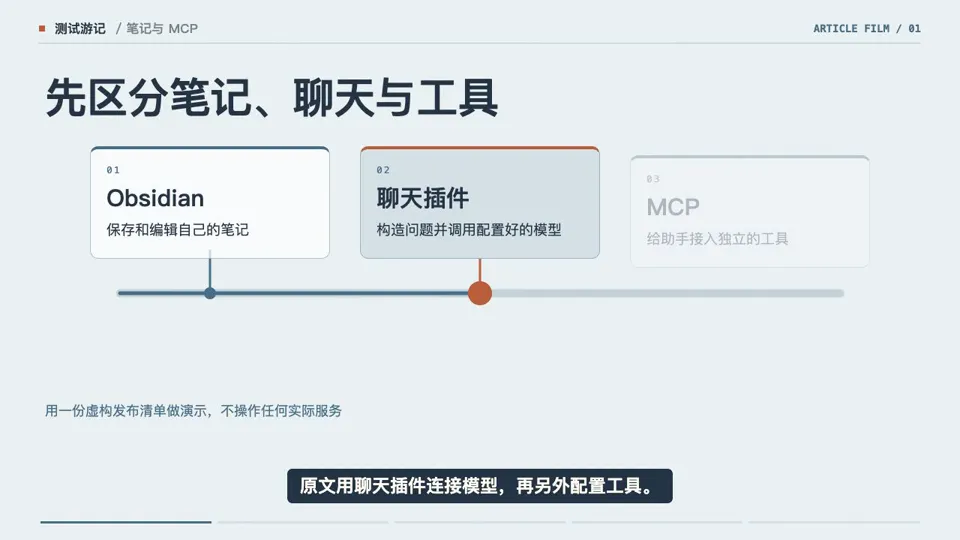 测试游记 / 笔记与 MCP
ARTICLE FILM / 01
先区分笔记、聊天与工具
01
Obsidian
保存和编辑自己的笔记
02
聊天插件
构造问题并调用配置好的模型
03
MCP
给助手接入独立的工具
用一份虚构发布清单做演示，不操作任何实际服务
原文用聊天插件连接模型，再另外配置工具。